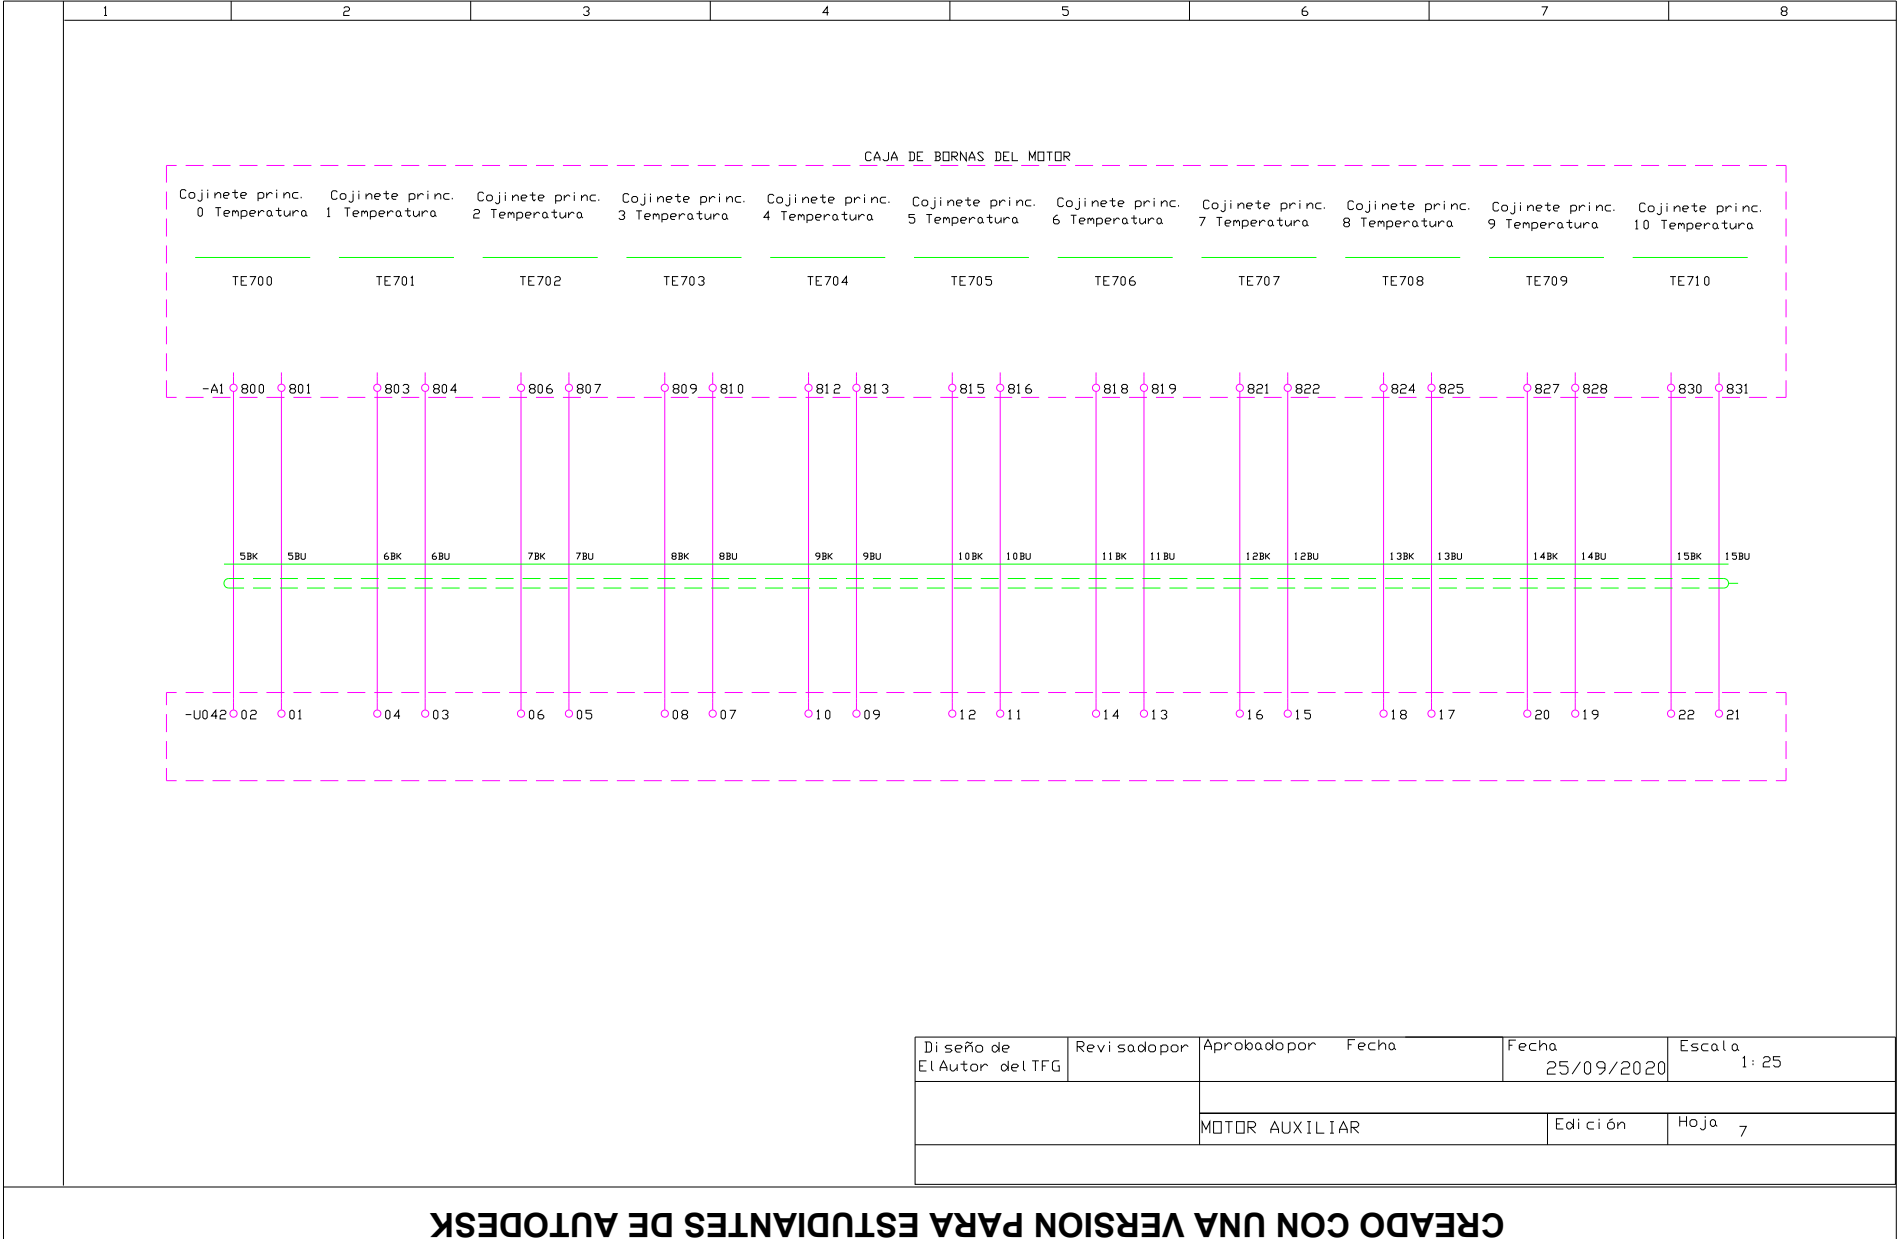 1 2 3 4 5 6 7 8
CAJA DE BORNAS DEL MOTOR
Cojinete princ. Cojinete princ. Cojinete princ. Cojinete princ. Cojinete princ. Cojinete princ. Cojinete princ. Cojinete princ. Cojinete princ. Cojinete princ. Cojinete princ.
0 Temperatura 1 Temperatura 2 Temperatura 3 Temperatura 4 Temperatura 5 Temperatura 6 Temperatura 7 Temperatura 8 Temperatura 9 Temperatura 10 Temperatura
TE700 TE701 TE702 TE703 TE704 TE705 TE706 TE707 TE708 TE709 TE710
-A1 800 801 803 804 806 807 809 810 812 813 815 816 818 819 821 822 824 825 827 828 830 831
5BK 5BU 6BK 6BU 7BK 7BU 8BK 8BU 9BK 9BU 10BK 10BU 11BK 11BU 12BK 12BU 13BK 13BU 14BK 14BU 15BK 15BU
-U042 02 01 04 03 06 05 08 07 10 09 12 11 14 13 16 15 18 17 20 19 22 21
Diseño de Revisadopor Aprobadopor Fecha Fecha Escala
ElAutor delTFG 25/09/2020 1:25
MOTOR AUXILIAR Edición Hoja 7
CREADO CON UNA VERSION PARA ESTUDIANTES DE AUTODESK